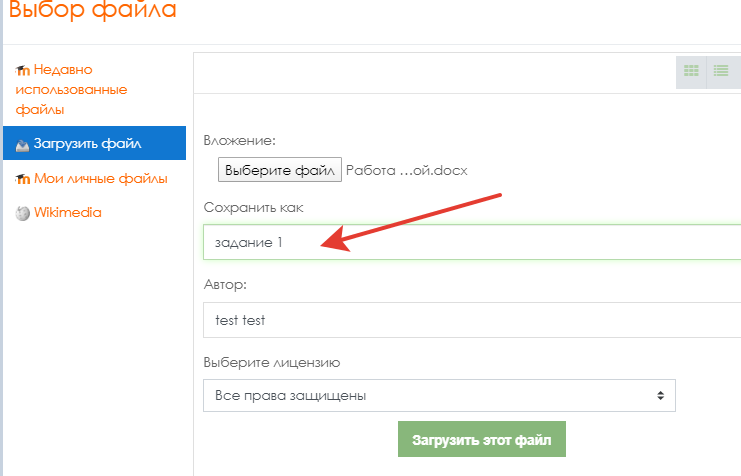 Выбор файла
Недавно
использованные
файлы
Загрузить файл
Мои личные файлы
Wikimedia
Вложение:
Выберите файл Работа ...ой.docx
Сохранить как
задание 1
Автор:
test test
Выберите лицензию
Все права защищены
Загрузить этот файл